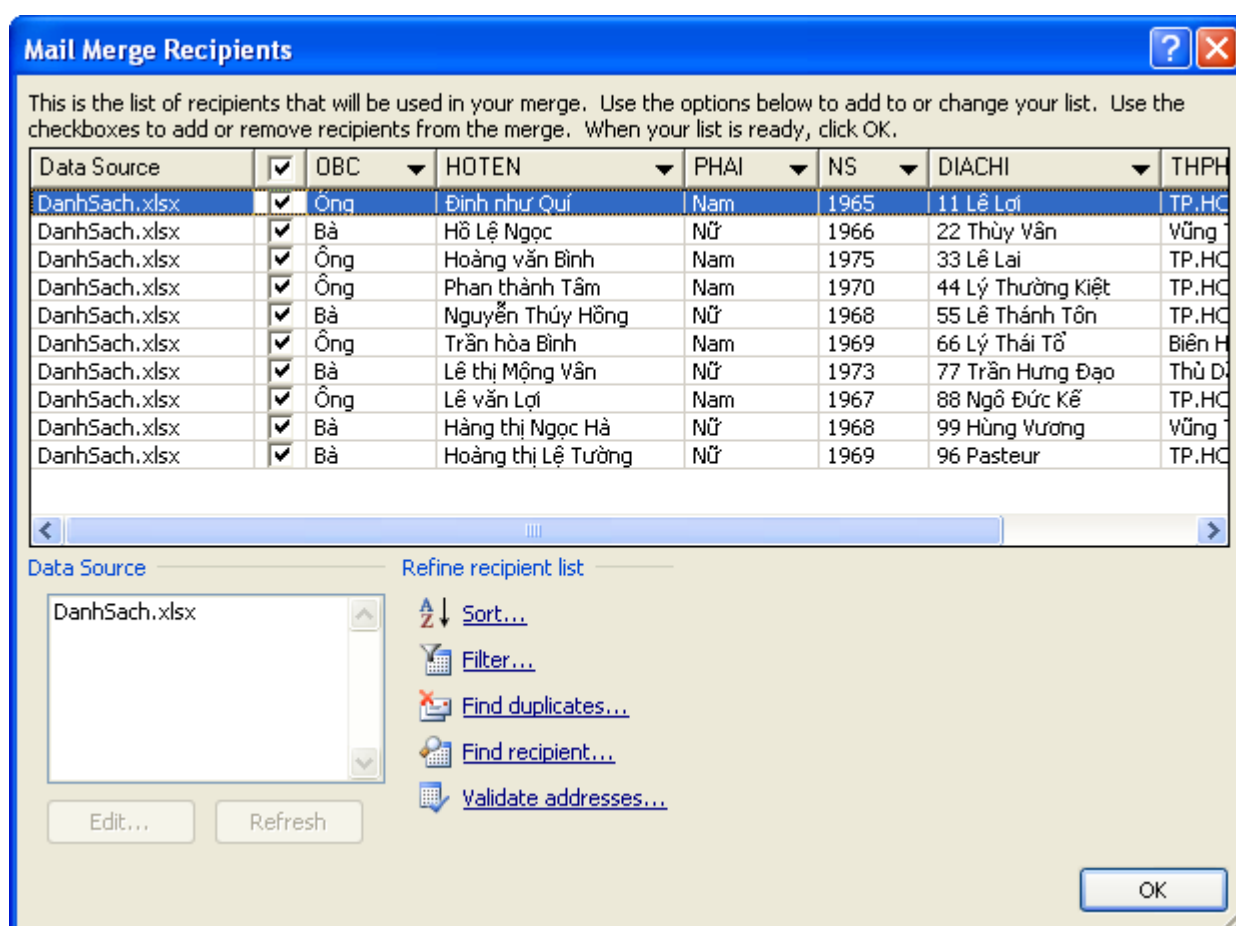 Mail Merge Recipients
This is the list of recipients that will be used in your merge. Use the options below to add to or change your list. Use the
checkboxes to add or remove recipients from the merge. When your list is ready, click OK.
Data Source OBC HOTEN PHAI NS DIACHI THPH
DanhSach.xlsx Ông Đinh như Quí Nam 1965 11 Lê Lợi TP.HC
DanhSach.xlsx Bà Hồ Lệ Ngọc Nữ 1966 22 Thùy Vân Vũng T
DanhSach.xlsx Ông Hoàng văn Bình Nam 1975 33 Lê Lai TP.HC
DanhSach.xlsx Ông Phan thành Tâm Nam 1970 44 Lý Thường Kiệt TP.HC
DanhSach.xlsx Bà Nguyễn Thúy Hồng Nữ 1968 55 Lê Thánh Tôn TP.HC
DanhSach.xlsx Ông Trần hòa Bình Nam 1969 66 Lý Thái Tổ Biên H
DanhSach.xlsx Bà Lê thị Mộng Vân Nữ 1973 77 Trần Hưng Đạo Thủ D
DanhSach.xlsx Ông Lê văn Lợi Nam 1967 88 Ngô Đức Kế TP.HC
DanhSach.xlsx Bà Hàng thị Ngọc Hà Nữ 1968 99 Hùng Vương Vũng T
DanhSach.xlsx Bà Hoàng thị Lệ Tường Nữ 1969 96 Pasteur TP.HC
Data Source Refine recipient list
DanhSach.xlsx
Sort...
Filter...
Find duplicates...
Find recipient...
Validate addresses...
Edit... Refresh
OK